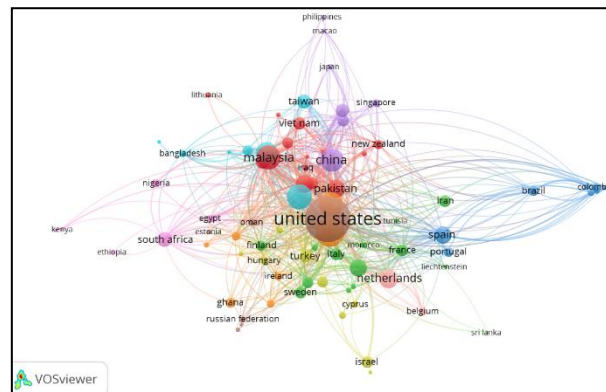 philippines
macao
japan
lithuania
taiwan
singapore
viet nam
new zealand
bangladesh
malaysia
china
iraq
nigeria
pakistan
iran
brazil
colombi
kenya
egypt
oman
united states
tunisia
estonia
spain
south africa
finland
morocco
france
portugal
ethiopia
hungary
turkey
italy
liechtenstein
ireland
netherlands
sweden
ghana
cyprus
belgium
russian federation
sri lanka
israel
VOSviewer